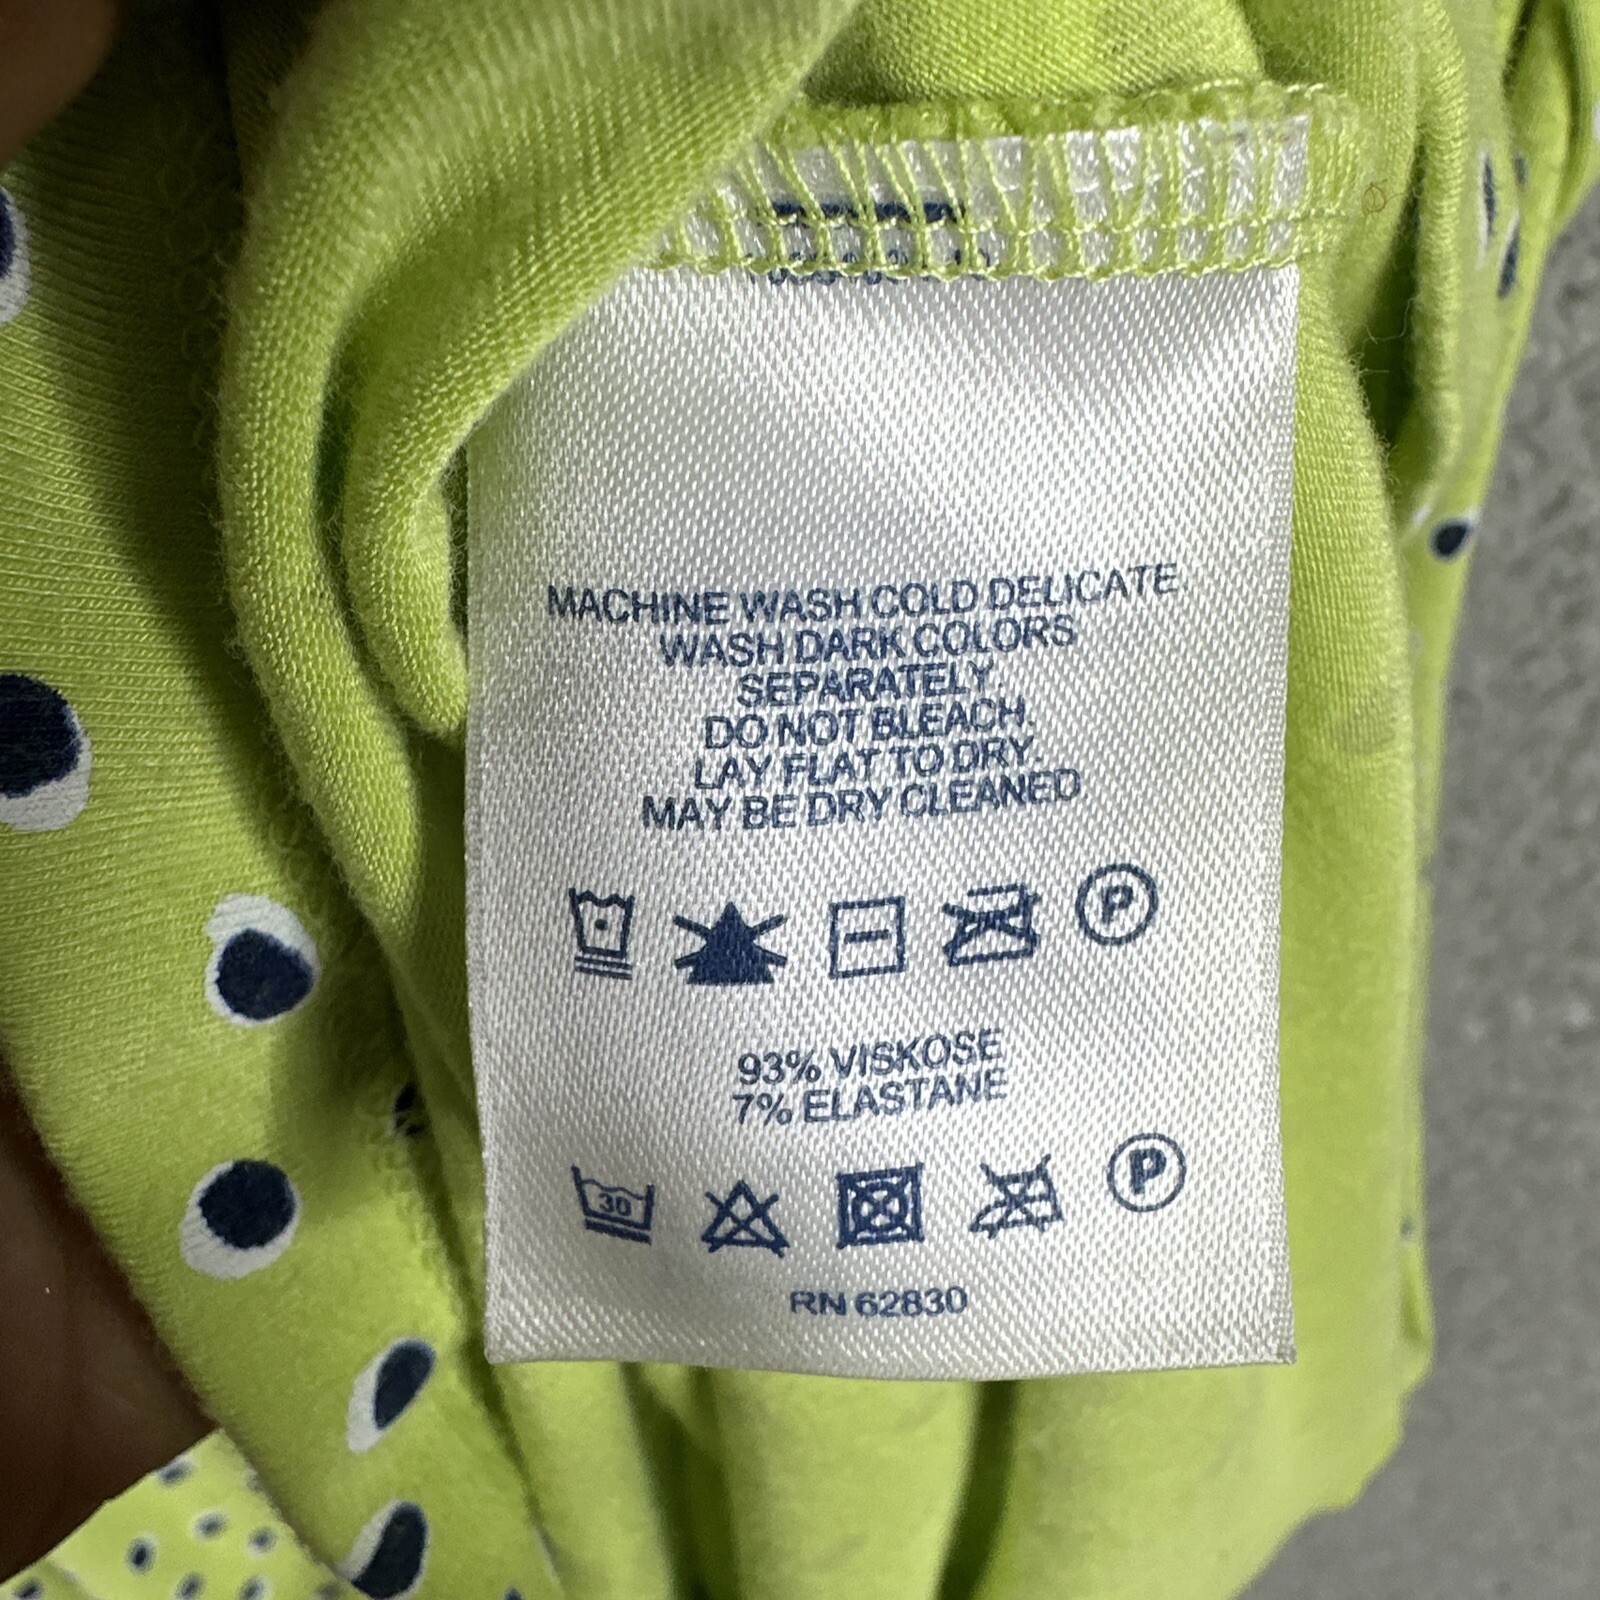 MACHINE WASH COLD DELICATE
WASH DARK COLORS
SEPARATELY.
DO NOT BLEACH.
LAY FLAT TO DRY.
MAY BE DRY CLEANED
P
93% VISKOSE
7% ELASTANE
30 P
RN 62830